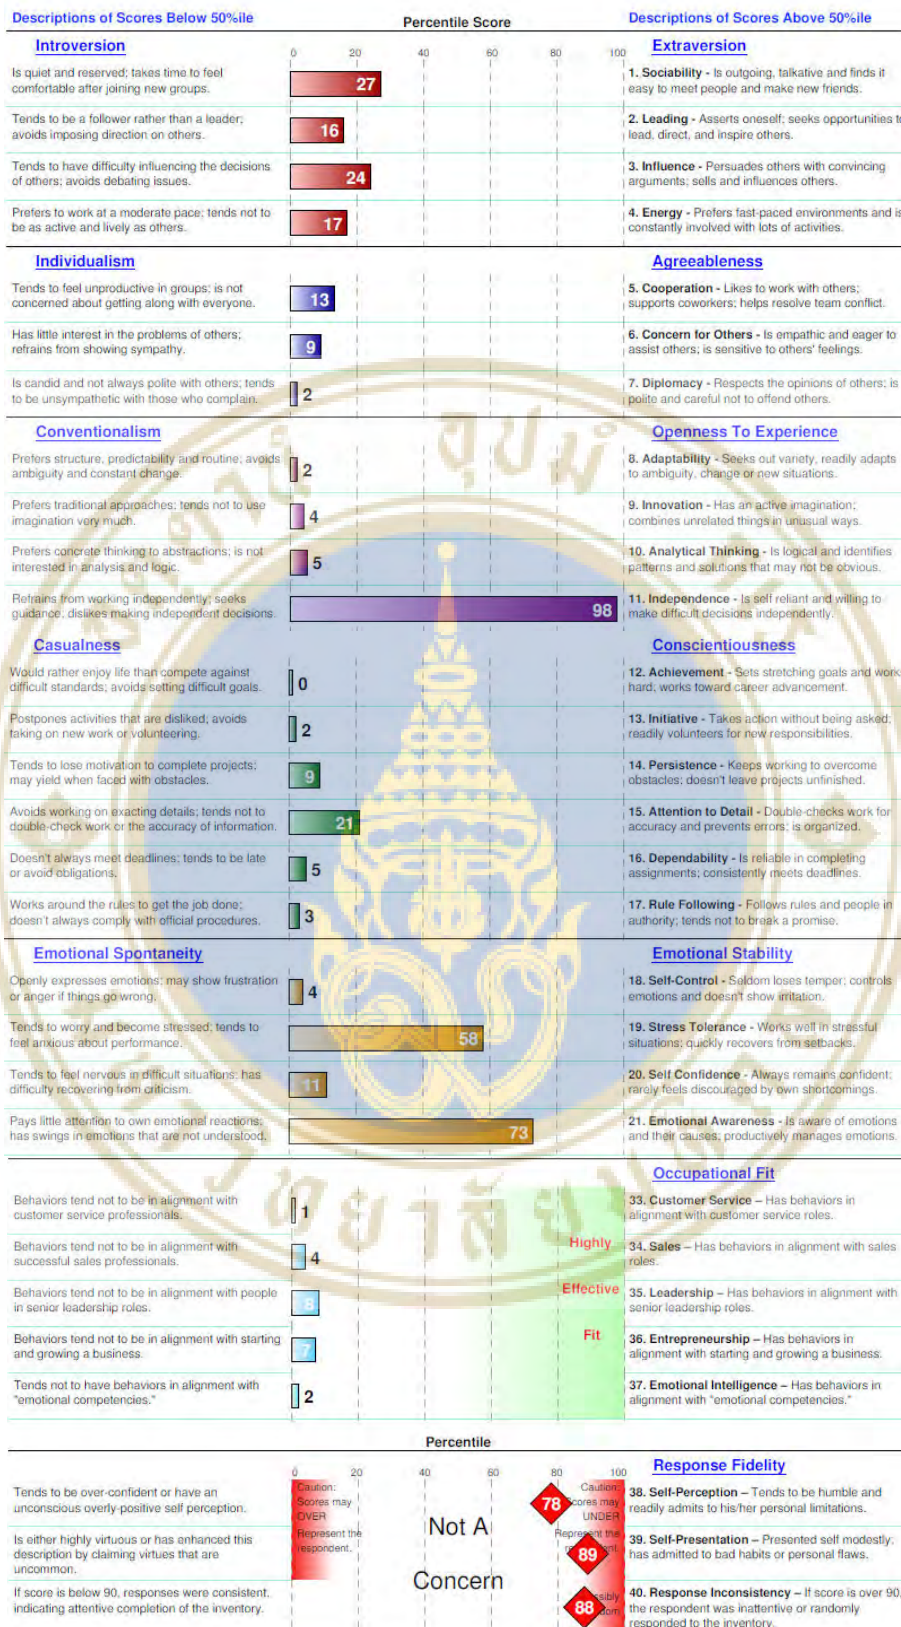 Descriptions of Scores Below 50%ile
Percentile Score
Descriptions of Scores Above 50%ile
Introversion
0 20 40 60 80 100
Extraversion
Is quiet and reserved; takes time to feel
comfortable after joining new groups.
27
1. Sociability - Is outgoing, talkative and finds it
easy to meet people and make new friends.
Tends to be a follower rather than a leader;
avoids imposing direction on others.
16
2. Leading - Asserts oneself; seeks opportunities to
lead, direct, and inspire others.
Tends to have difficulty influencing the decisions
of others; avoids debating issues.
24
3. Influence - Persuades others with convincing
arguments; sells and influences others.
Prefers to work at a moderate pace; tends not to
be as active and lively as others.
17
4. Energy - Prefers fast-paced environments and is
constantly involved with lots of activities.
Individualism
Agreeableness
Tends to feel unproductive in groups; is not
concerned about getting along with everyone.
13
5. Cooperation - Likes to work with others;
supports coworkers; helps resolve team conflict.
Has little interest in the problems of others;
refrains from showing sympathy.
9
6. Concern for Others - Is empathic and eager to
assist others; is sensitive to others' feelings.
Is candid and not always polite with others; tends
to be unsympathetic with those who complain.
2
7. Diplomacy - Respects the opinions of others; is
polite and careful not to offend others.
Conventionalism
Openness To Experience
Prefers structure, predictability and routine; avoids
ambiguity and constant change.
2
8. Adaptability - Seeks out variety, readily adapts
to ambiguity, change or new situations.
Prefers traditional approaches; tends not to use
imagination very much.
4
9. Innovation - Has an active imagination;
combines unrelated things in unusual ways.
Prefers concrete thinking to abstractions; is not
interested in analysis and logic.
5
10. Analytical Thinking - Is logical and identifies
patterns and solutions that may not be obvious.
Refrains from working independently; seeks
guidance; dislikes making independent decisions.
98
11. Independence - Is self reliant and willing to
make difficult decisions independently.
Casualness
Conscientiousness
Would rather enjoy life than compete against
difficult standards; avoids setting difficult goals.
0
12. Achievement - Sets stretching goals and works
hard; works toward career advancement.
Postpones activities that are disliked; avoids
taking on new work or volunteering.
2
13. Initiative - Takes action without being asked;
readily volunteers for new responsibilities.
Tends to lose motivation to complete projects;
may yield when faced with obstacles.
9
14. Persistence - Keeps working to overcome
obstacles; doesn't leave projects unfinished.
Avoids working on exacting details; tends not to
double-check work or the accuracy of information.
21
15. Attention to Detail - Double-checks work for
accuracy and prevents errors; is organized.
Doesn't always meet deadlines; tends to be late
or avoid obligations.
5
16. Dependability - Is reliable in completing
assignments; consistently meets deadlines.
Works around the rules to get the job done;
doesn't always comply with official procedures.
3
17. Rule Following - Follows rules and people in
authority; tends not to break a promise.
Emotional Spontaneity
Emotional Stability
Openly expresses emotions; may show frustration
or anger if things go wrong.
4
18. Self-Control - Seldom loses temper; controls
emotions and doesn't show irritation.
Tends to worry and become stressed; tends to
feel anxious about performance.
58
19. Stress Tolerance - Works well in stressful
situations; quickly recovers from setbacks.
Tends to feel nervous in difficult situations; has
difficulty recovering from criticism.
11
20. Self Confidence - Always remains confident;
rarely feels discouraged by own shortcomings.
Pays little attention to own emotional reactions;
has swings in emotions that are not understood.
73
21. Emotional Awareness - Is aware of emotions
and their causes; productively manages emotions.
Occupational Fit
Behaviors tend not to be in alignment with
customer service professionals.
1
33. Customer Service – Has behaviors in
alignment with customer service roles.
Behaviors tend not to be in alignment with
successful sales professionals.
4
Highly
34. Sales – Has behaviors in alignment with sales
roles.
Behaviors tend not to be in alignment with people
in senior leadership roles.
8
Effective
35. Leadership – Has behaviors in alignment with
senior leadership roles.
Behaviors tend not to be in alignment with starting
and growing a business.
7
Fit
36. Entrepreneurship – Has behaviors in
alignment with starting and growing a business.
Tends not to have behaviors in alignment with
"emotional competencies."
2
37. Emotional Intelligence – Has behaviors in
alignment with "emotional competencies."
Percentile
0 20 40 60 80 100
Response Fidelity
Tends to be over-confident or have an
unconscious overly-positive self perception.
Caution:
Scores may
OVER
Represent the
respondent.
Not A
Concern
78
Caution:
Scores may
UNDER
Represent the
38. Self-Perception – Tends to be humble and
readily admits to his/her personal limitations.
Is either highly virtuous or has enhanced this
description by claiming virtues that are
uncommon.
89
39. Self-Presentation – Presented self modestly;
has admitted to bad habits or personal flaws.
If score is below 90, responses were consistent,
indicating attentive completion of the inventory.
88
40. Response Inconsistency – If score is over 90,
the respondent was inattentive or randomly
responded to the inventory.